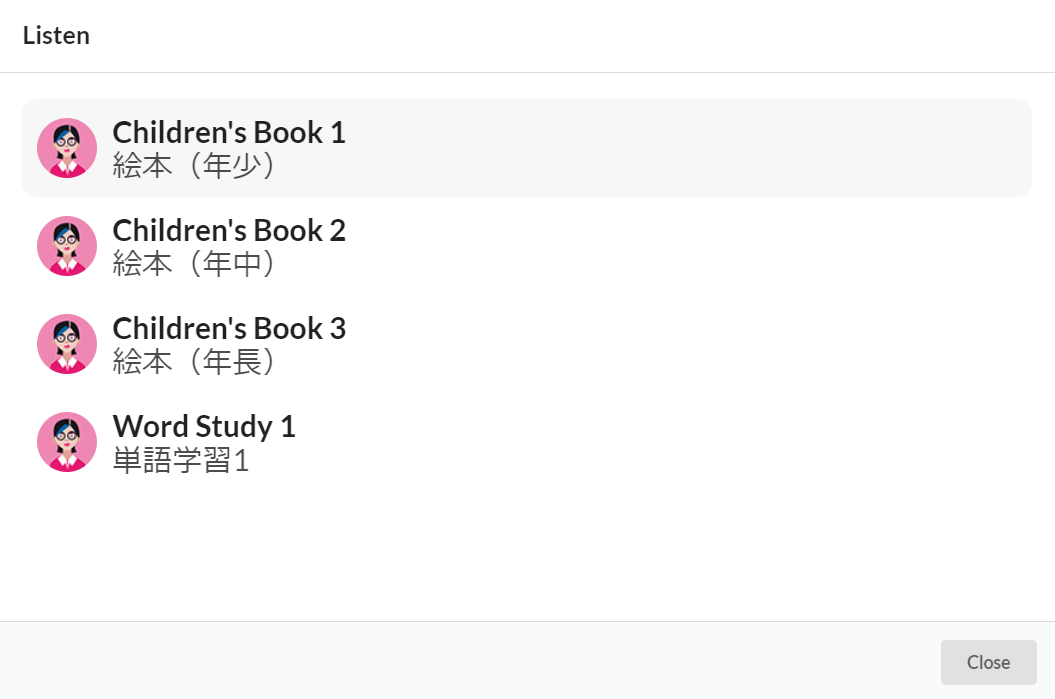 Listen
Children's Book 1
絵本（年少）
Children's Book 2
絵本（年中）
Children's Book 3
絵本（年長）
Word Study 1
単語学習1
Close